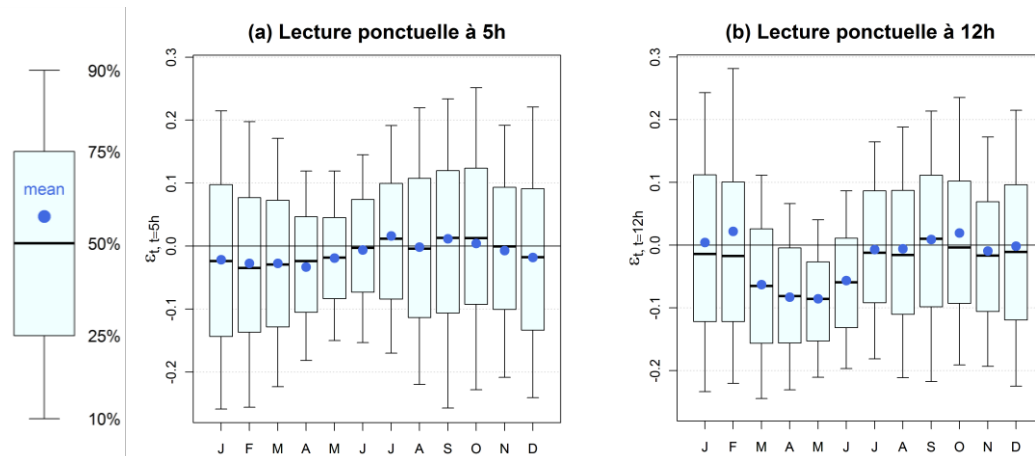 90%
75%
mean
50%
25%
10%
(a) Lecture ponctuelle à 5h
εt, t=5h
0.3
0.2
0.1
0.0
-0.1
-0.2
J F M A M J J A S O N D
(b) Lecture ponctuelle à 12h
εt, t=12h
0.3
0.2
0.1
0.0
-0.1
-0.2
J F M A M J J A S O N D